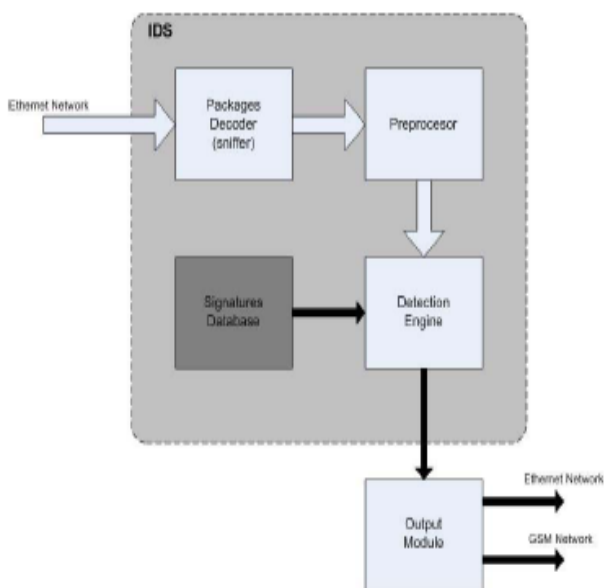 IDS
Ethernet Network
Packages
Decoder
(sniffer)
Preprocesor
Signatures
Database
Detection
Engine
Output
Module
Ethernet Network
GSM Network